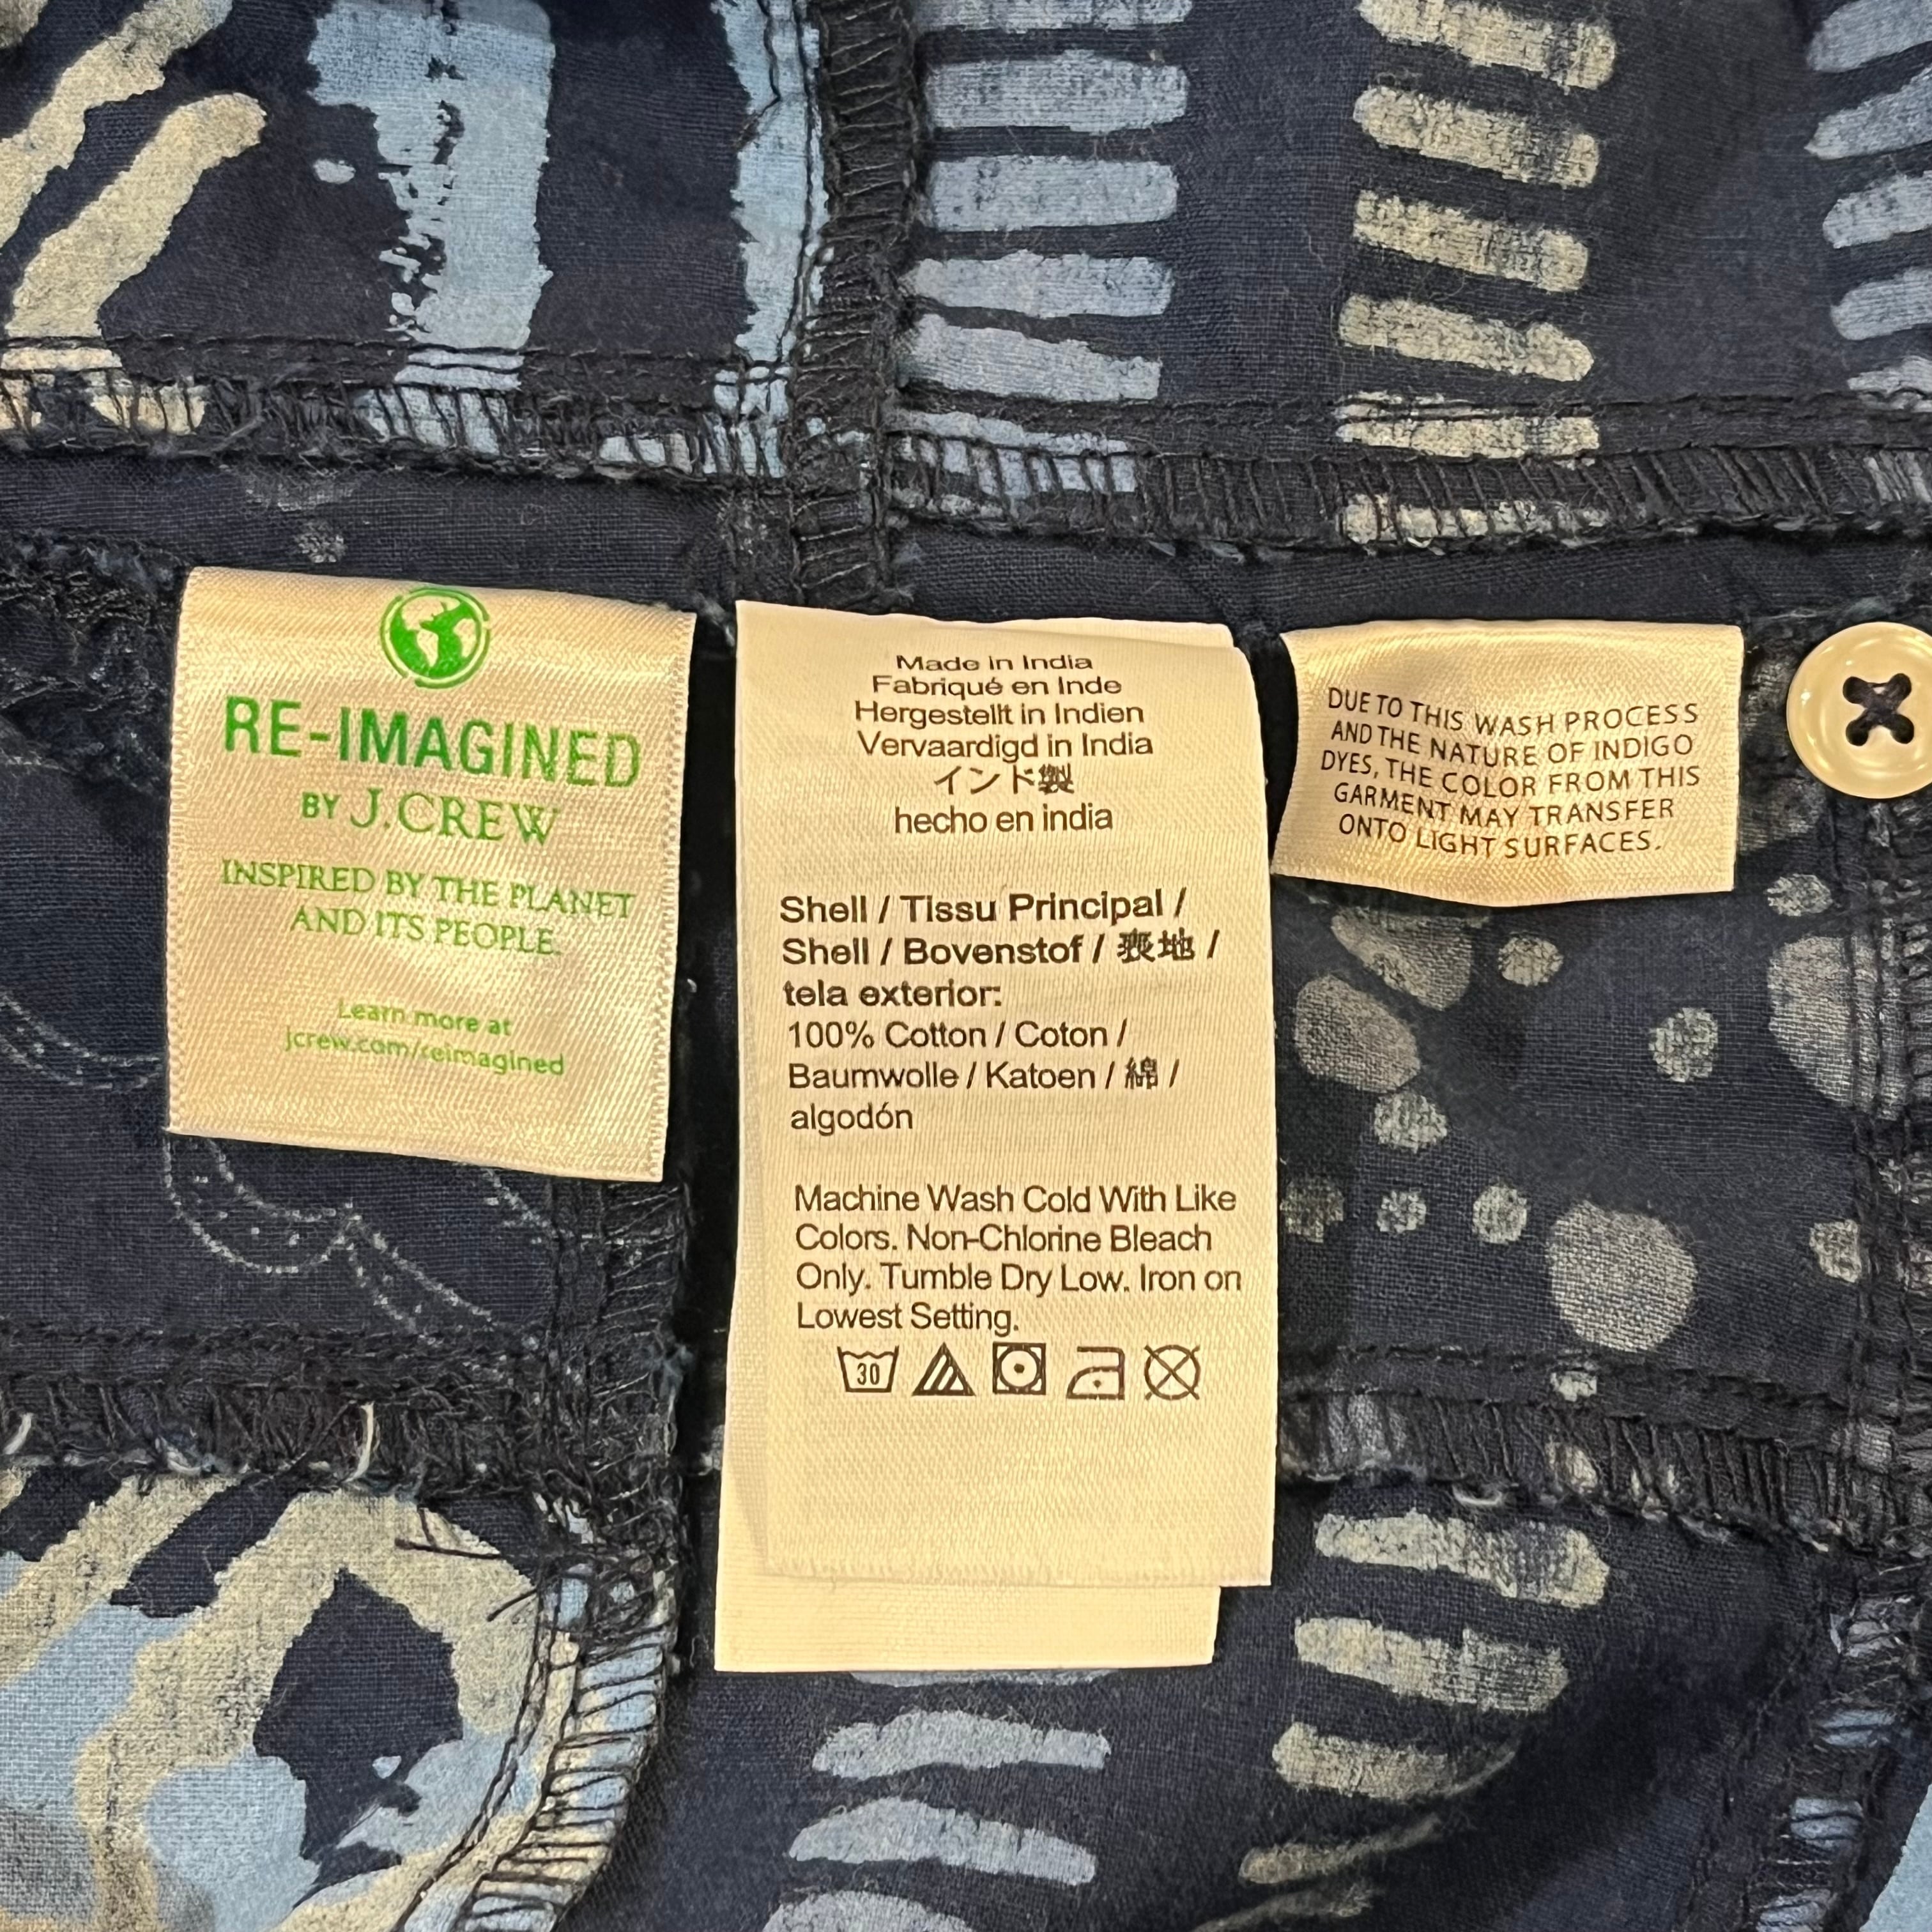 RE-IMAGINED
BY J.CREW
INSPIRED BY THE PLANET
AND ITS PEOPLE.
Learn more at
jcrew.com/reimagined
Made in India
Fabriqué en Inde
Hergestellt in Indien
Vervaardigd in India
インド製
hecho en india
Shell / Tissu Principal /
Shell / Bovenstof / 表地 /
tela exterior:
100% Cotton / Coton /
Baumwolle / Katoen / 綿 /
algodón
Machine Wash Cold With Like
Colors. Non-Chlorine Bleach
Only. Tumble Dry Low. Iron on
Lowest Setting.
30
DUE TO THIS WASH PROCESS
AND THE NATURE OF INDIGO
DYES, THE COLOR FROM THIS
GARMENT MAY TRANSFER
ONTO LIGHT SURFACES.